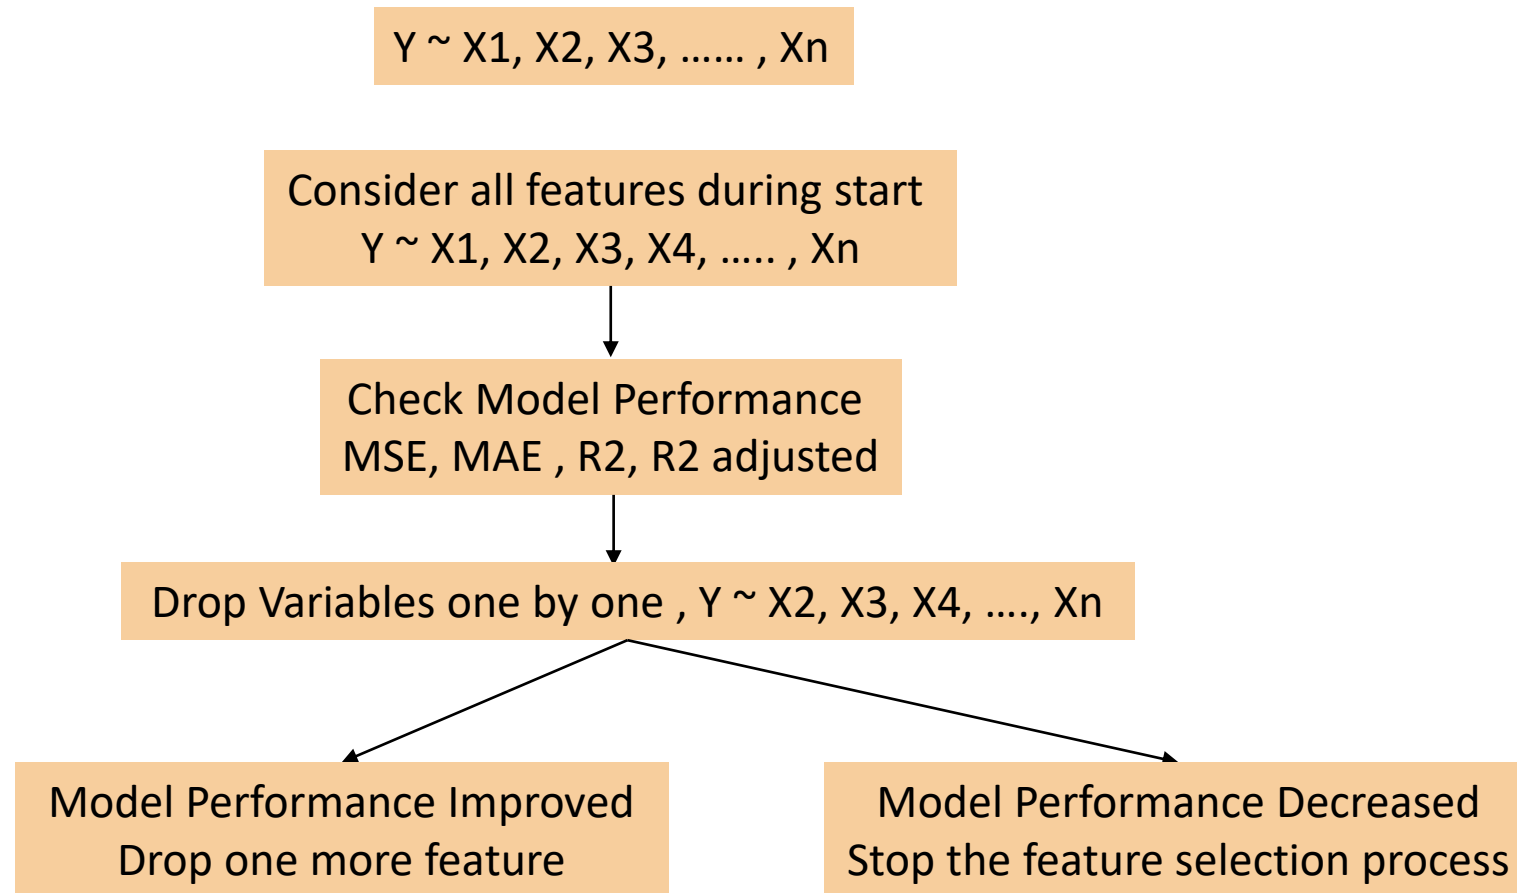 Y ~ X1, X2, X3, …… , Xn
Consider all features during start
Y ~ X1, X2, X3, X4, ….. , Xn
Check Model Performance
MSE, MAE , R2, R2 adjusted
Drop Variables one by one , Y ~ X2, X3, X4, …., Xn
Model Performance Improved
Drop one more feature
Model Performance Decreased
Stop the feature selection process